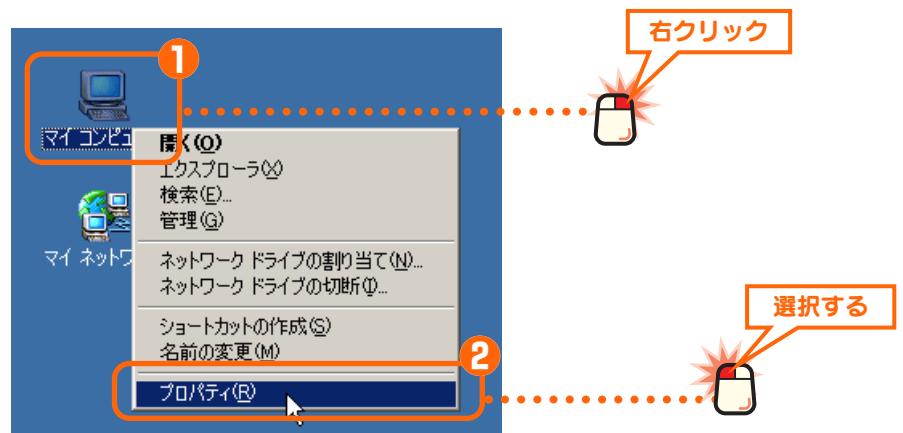 右クリック
1
マイ コンピュ
開く(O)
エクスプローラ(X)
検索(E)...
管理(G)
マイ ネットワ
ネットワーク ドライブの割り当て(N)...
ネットワーク ドライブの切断(I)...
選択する
ショートカットの作成(S)
名前の変更(M)
2
プロパティ(R)